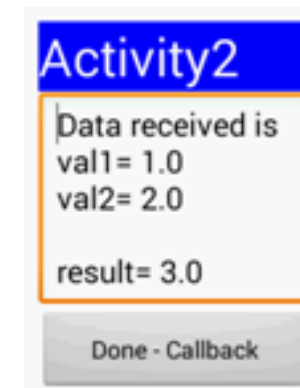 Activity2
Data received is
val1= 1.0
val2= 2.0
result= 3.0
Done - Callback